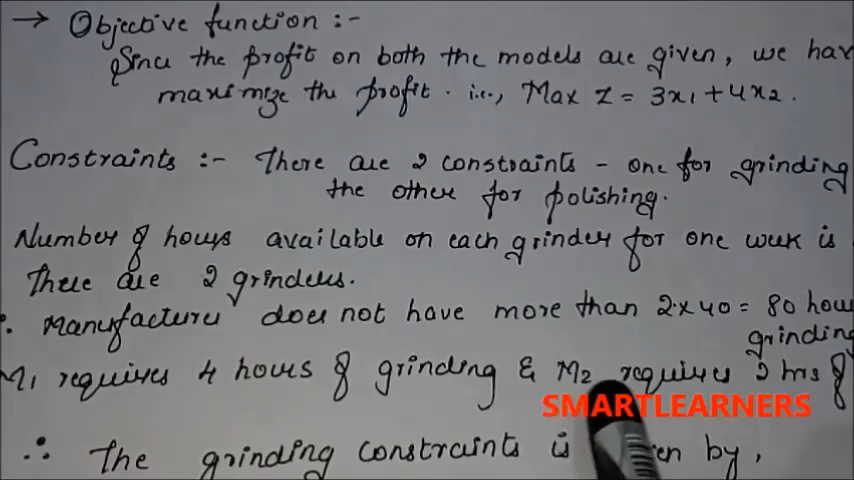 → Objective function :-
Since the profit on both the models are given, we hav
maximize the profit. i.e., Max Z = 3x₁ + 4x₂.
Constraints :- There are 2 constraints - one for grinding
the other for polishing.
Number of hours available on each grinder for one week is
There are 2 grinders.
∴ Manufacturer does not have more than 2×40 = 80 hour
grinding
M₁ requires 4 hours of grinding & M₂ requires 2 hrs of
SMARTLEARNERS
∴ The grinding constraints is en by,